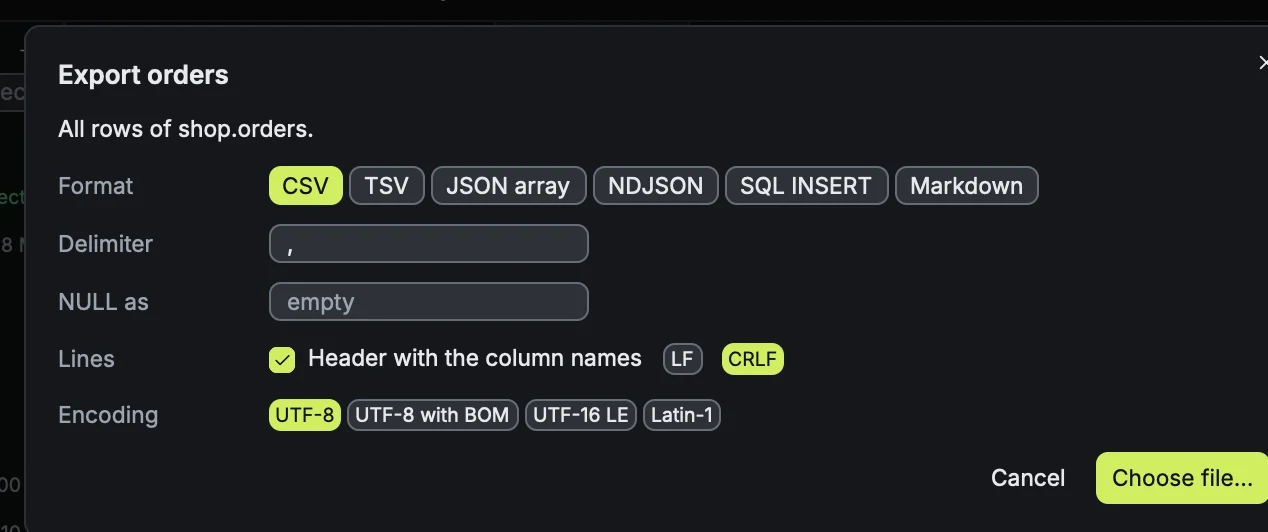 Export orders
All rows of shop.orders.
Format CSV TSV JSON array NDJSON SQL INSERT Markdown
Delimiter ,
NULL as empty
Lines Header with the column names LF CRLF
Encoding UTF-8 UTF-8 with BOM UTF-16 LE Latin-1
Cancel Choose file...